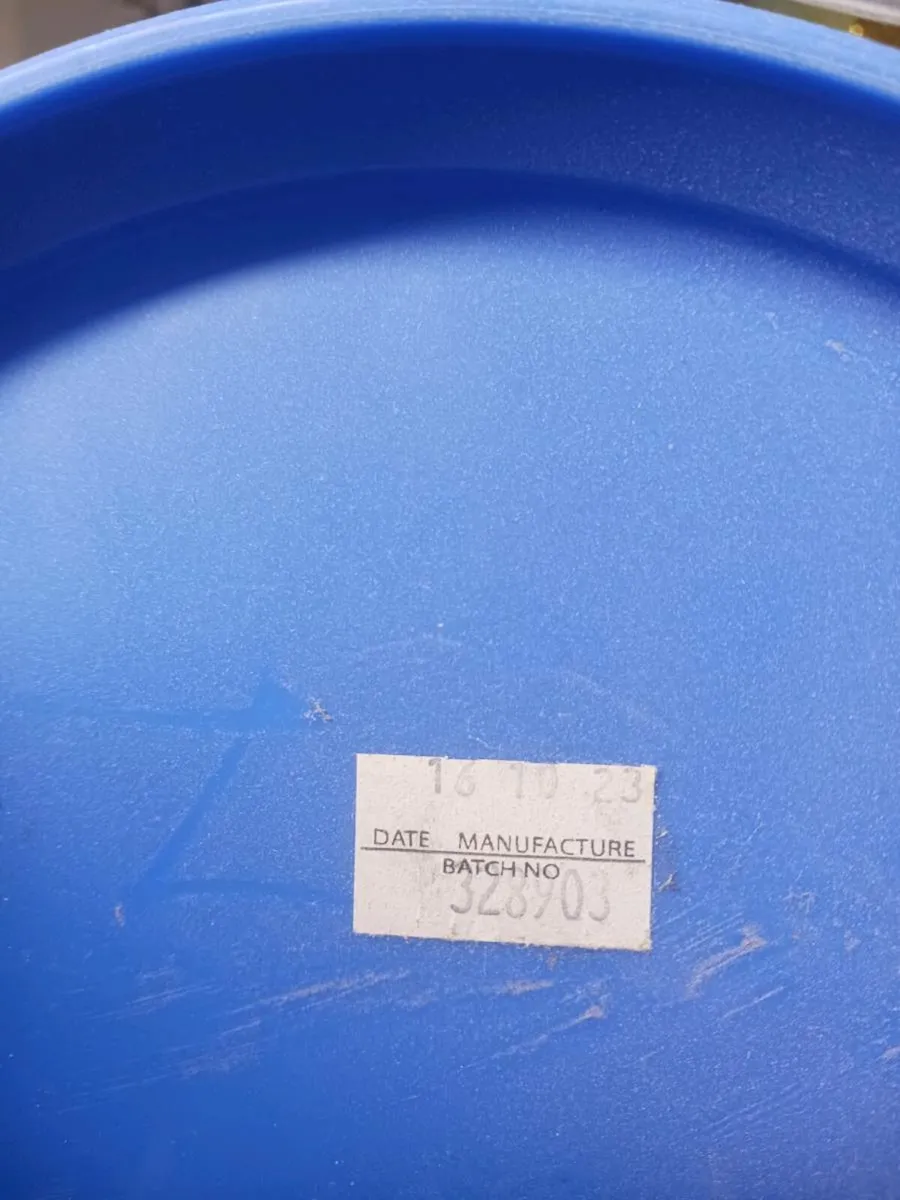 16 10 23
DATE MANUFACTURE
BATCH NO
328903